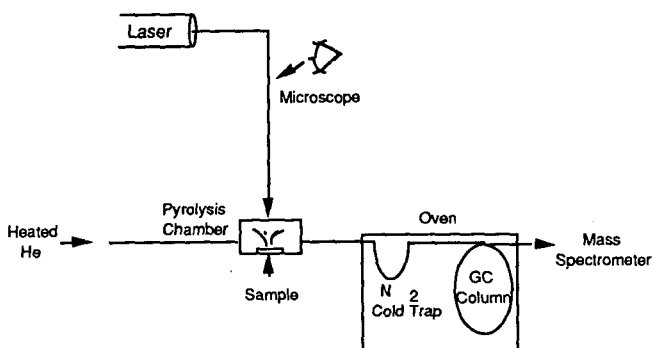 Laser
Microscope
Pyrolysis
Chamber
Heated
He
Sample
Oven
N 2
Cold Trap
GC
Column
Mass
Spectrometer